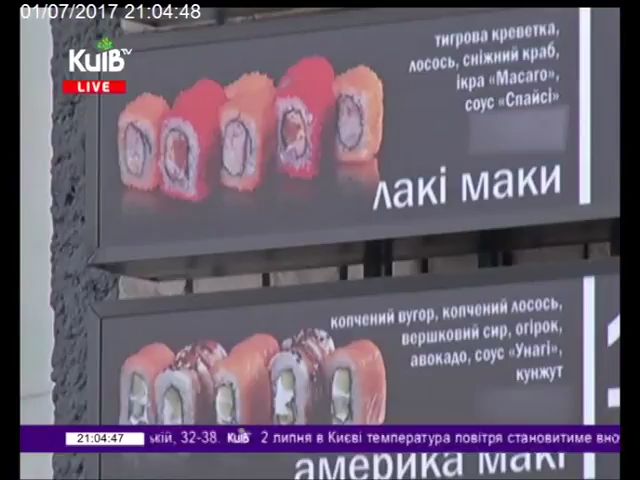 01/07/2017 21:04:48
КиїВ TV
LIVE
тигрова креветка,
лосось, сніжний краб,
ікра «Масаго»,
соус «Спайсі»
лакі маки
копчений вугор, копчений лосось,
вершковий сир, огірок,
авокадо, соус «Унагі»,
кунжут
21:04:47 ькій, 32-38. КиїВ 2 липня в Києві температура повітря становитиме вно
америка макі